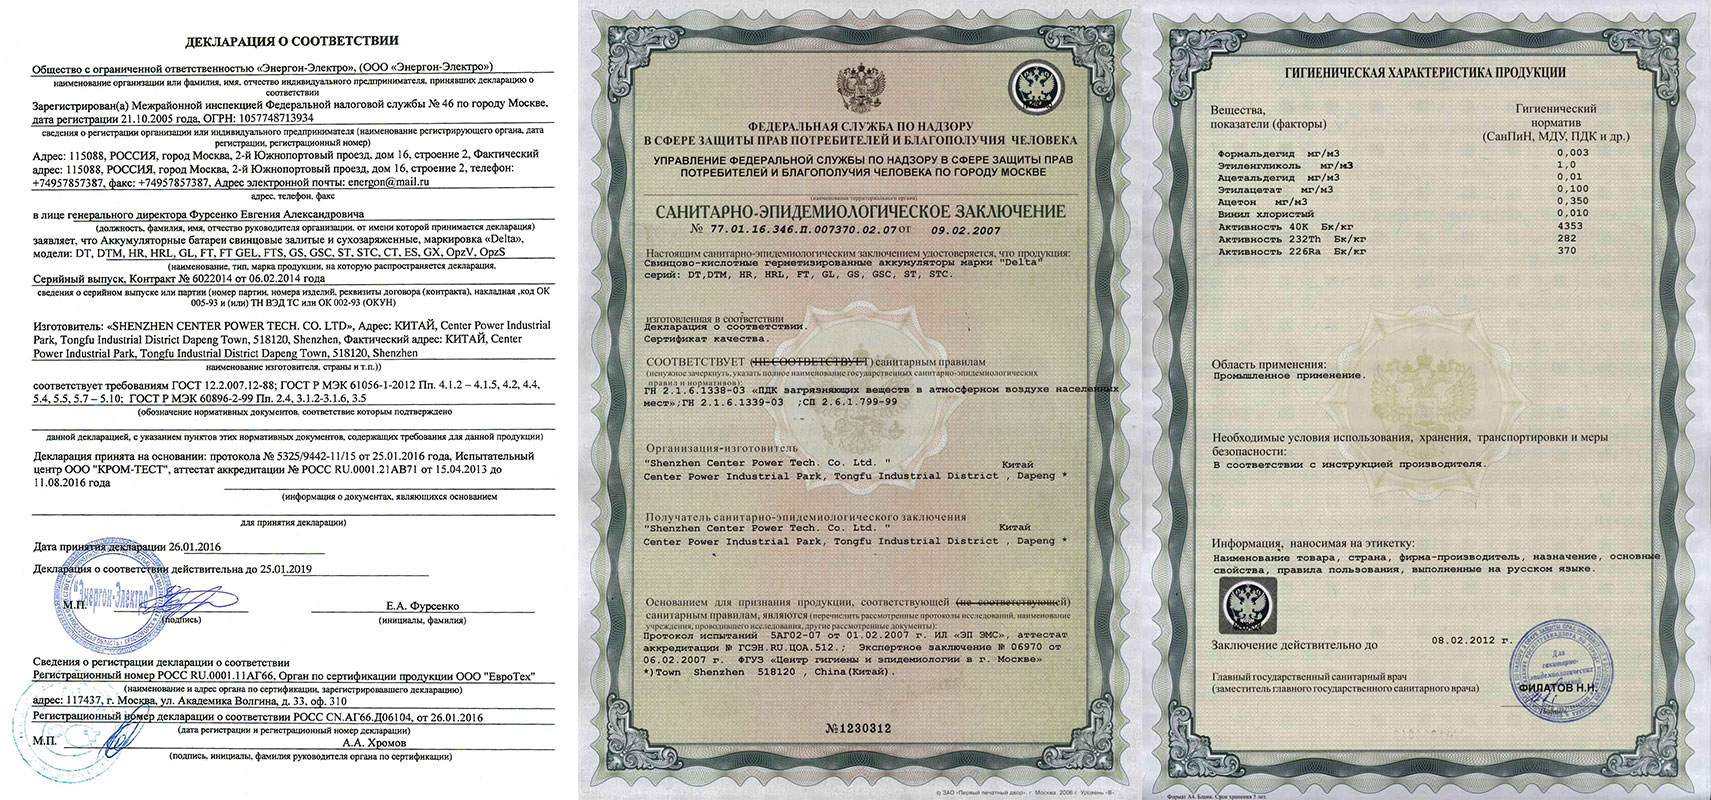 ДЕКЛАРАЦИЯ О СООТВЕТСТВИИ
Общество с ограниченной ответственностью «Энергон-Электро», (ООО «Энергон-Электро»)
наименование организации или фамилия, имя, отчество индивидуального предпринимателя, принявших декларацию о
соответствии
Зарегистрирован(а) Межрайонной инспекцией Федеральной налоговой службы № 46 по городу Москве,
дата регистрации 21.10.2005 года, ОГРН: 1057748713934
сведения о регистрации организации или индивидуального предпринимателя (наименование регистрирующего органа, дата
регистрации, регистрационный номер)
Адрес: 115088, РОССИЯ, город Москва, 2-й Южнопортовый проезд, дом 16, строение 2, Фактический
адрес: 115088, РОССИЯ, город Москва, 2-й Южнопортовый проезд, дом 16, строение 2, телефон:
+74957857387, факс: +74957857387, Адрес электронной почты: energon@mail.ru
адрес, телефон, факс
в лице генерального директора Фурсенко Евгения Александровича
(должность, фамилия, имя, отчество руководителя организации, от имени которой принимается декларация)
заявляет, что Аккумуляторные батареи свинцовые залитые и сухозаряженные, маркировка «Delta»,
модели: DT, DTM, HR, HRL, GL, FT, FT GEL, FTS, GS, GSC, ST, STC, CT, ES, GX, OpzV, OpzS
(наименование, тип, марка продукции, на которую распространяется декларация.
Серийный выпуск, Контракт № 6022014 от 06.02.2014 года
сведения о серийном выпуске или партии (номер партии, номера изделий, реквизиты договора (контракта), накладная ,код ОК
005-93 и (или) ТН ВЭД ТС или ОК 002-93 (ОКУН)
Изготовитель: «SHENZHEN CENTER POWER TECH. CO. LTD», Адрес: КИТАЙ, Center Power Industrial
Park, Tongfu Industrial District Dapeng Town, 518120, Shenzhen, Фактический адрес: КИТАЙ, Center
Power Industrial Park, Tongfu Industrial District Dapeng Town, 518120, Shenzhen
наименование изготовителя, страны и т.п.))
соответствует требованиям ГОСТ 12.2.007.12-88; ГОСТ Р МЭК 61056-1-2012 Пп. 4.1.2 – 4.1.5, 4.2, 4.4,
5.4, 5.5, 5.7 – 5.10; ГОСТ Р МЭК 60896-2-99 Пп. 2.4, 3.1.2-3.1.6, 3.5
(обозначение нормативных документов, соответствие которым подтверждено
данной декларацией, с указанием пунктов этих нормативных документов, содержащих требования для данной продукции)
Декларация принята на основании: протокола № 5325/9442-11/15 от 25.01.2016 года, Испытательный
центр ООО "КРОМ-ТЕСТ", аттестат аккредитации № РОСС RU.0001.21АВ71 от 15.04.2013 до
11.08.2016 года
(информация о документах, являющихся основанием
для принятия декларации)
Дата принятия декларации 26.01.2016
Декларация о соответствии действительна до 25.01.2019
"Энергон-Электро"
М.П.
Е.А. Фурсенко
(подпись)
(инициалы, фамилия)
Сведения о регистрации декларации о соответствии
Регистрационный номер РОСС RU.0001.11АГ66, Орган по сертификации продукции ООО "ЕвроТех"
(наименование и адрес органа по сертификации, зарегистрировавшего декларацию)
адрес: 117437, г. Москва, ул. Академика Волгина, д. 33, оф. 310
Регистрационный номер декларации о соответствии РОСС CN.АГ66.Д06104, от 26.01.2016
(дата регистрации и регистрационный номер декларации)
М.П.
А.А. Хромов
(подпись, инициалы, фамилия руководителя органа по сертификации)
ФЕДЕРАЛЬНАЯ СЛУЖБА ПО НАДЗОРУ
В СФЕРЕ ЗАЩИТЫ ПРАВ ПОТРЕБИТЕЛЕЙ И БЛАГОПОЛУЧИЯ ЧЕЛОВЕКА
УПРАВЛЕНИЕ ФЕДЕРАЛЬНОЙ СЛУЖБЫ ПО НАДЗОРУ В СФЕРЕ ЗАЩИТЫ ПРАВ
ПОТРЕБИТЕЛЕЙ И БЛАГОПОЛУЧИЯ ЧЕЛОВЕКА ПО ГОРОДУ МОСКВЕ
(наименование территориального органа)
САНИТАРНО-ЭПИДЕМИОЛОГИЧЕСКОЕ ЗАКЛЮЧЕНИЕ
№ 77.01.16.346.П.007370.02.07 от 09.02.2007
Настоящим санитарно-эпидемиологическим заключением удостоверяется, что продукция:
Свинцово-кислотные герметизированные аккумуляторы марки "Delta"
серий: DT,DTM, HR, HRL, FT, GL, GS, GSC, ST, STC.
изготовленная в соответствии
Декларация о соответствии.
Сертификат качества.
СООТВЕТСТВУЕТ (НЕ СООТВЕТСТВУЕТ) санитарным правилам
(ненужное зачеркнуть, указать полное наименование государственных санитарно-эпидемиологических
правил и нормативов):
ГН 2.1.6.1338-03 «ПДК загрязняющих веществ в атмосферном воздухе населенных
мест»;ГН 2.1.6.1339-03 ;СП 2.6.1.799-99
Организация-изготовитель
"Shenzhen Center Power Tech. Co. Ltd. " Китай
Center Power Industrial Park, Tongfu Industrial District , Dapeng *
Получатель санитарно-эпидемиологического заключения
"Shenzhen Center Power Tech. Co. Ltd. " Китай
Center Power Industrial Park, Tongfu Industrial District , Dapeng *
Основанием для признания продукции, соответствующей (не соответствующей)
санитарным правилам, являются (перечислить рассмотренные протоколы исследований, наименование
учреждения, проводившего исследования, другие рассмотренные документы):
Протокол испытаний 5АГ02-07 от 01.02.2007 г. ИЛ «ЭП ЭМС», аттестат
аккредитации № ГСЭН.RU.ЦОА.512.; Экспертное заключение № 06970 от
06.02.2007 г. ФГУЗ «Центр гигиены и эпидемиологии в г. Москве»
*)Town Shenzhen 518120 , China(Китай).
№1230312
© ЗАО «Первый печатный двор», г. Москва, 2006 г. Уровень «В»
ГИГИЕНИЧЕСКАЯ ХАРАКТЕРИСТИКА ПРОДУКЦИИ
Вещества,
показатели (факторы)
Гигиенический
норматив
(СанПиН, МДУ, ПДК и др.)
Формальдегид мг/м3 0,003
Этиленгликоль мг/м3 1,0
Ацетальдегид мг/м3 0,01
Этилацетат мг/м3 0,100
Ацетон мг/м3 0,350
Винил хлористый 0,010
Активность 40К Бк/кг 4353
Активность 232Th Бк/кг 282
Активность 226Ra Бк/кг 370
Область применения:
Промышленное применение.
Необходимые условия использования, хранения, транспортировки и меры
безопасности:
В соответствии с инструкцией производителя.
Информация, наносимая на этикетку:
Наименование товара, страна, фирма-производитель, назначение, основные
свойства, правила пользования, выполненные на русском языке.
Заключение действительно до 08.02.2012 г.
Главный государственный санитарный врач
(заместитель главного государственного санитарного врача)
Для
санитарно-
эпидемиологических
ФИЛАТОВ Н.Н.
Формат А4. Бланк. Срок хранения 5 лет.